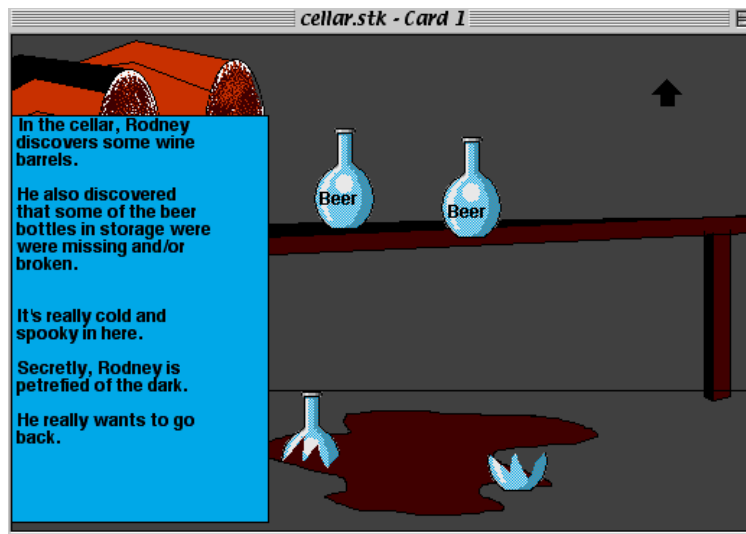 cellar.stk - Card 1
In the cellar, Rodney
discovers some wine
barrels.
He also discovered
that some of the beer
bottles in storage were
were missing and/or
broken.
It's really cold and
spooky in here.
Secretly, Rodney is
petrefied of the dark.
He really wants to go
back.
Beer
Beer